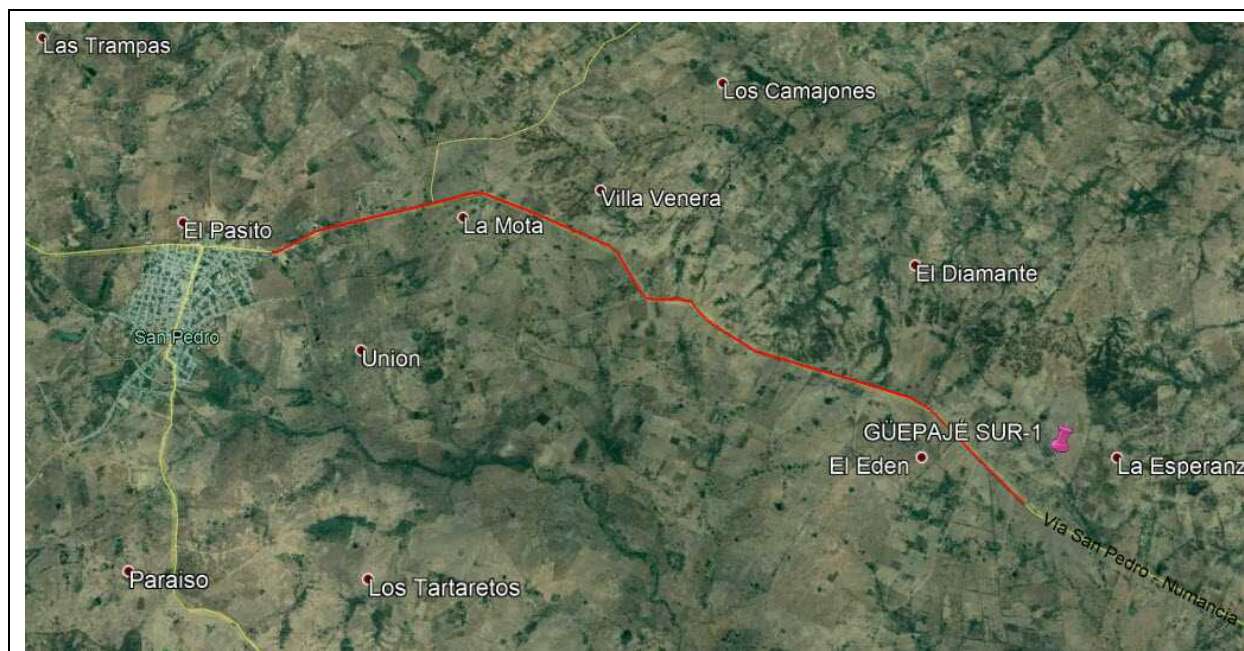 Las Trampas
Los Camajones
Villa Venera
La Mota
El Pasito
El Diamante
San Pedro
Union
GÜEPAJÉ SUR-1
El Eden
La Esperanz
Vía San Pedro - Numancia
Paraiso
Los Tartaretos